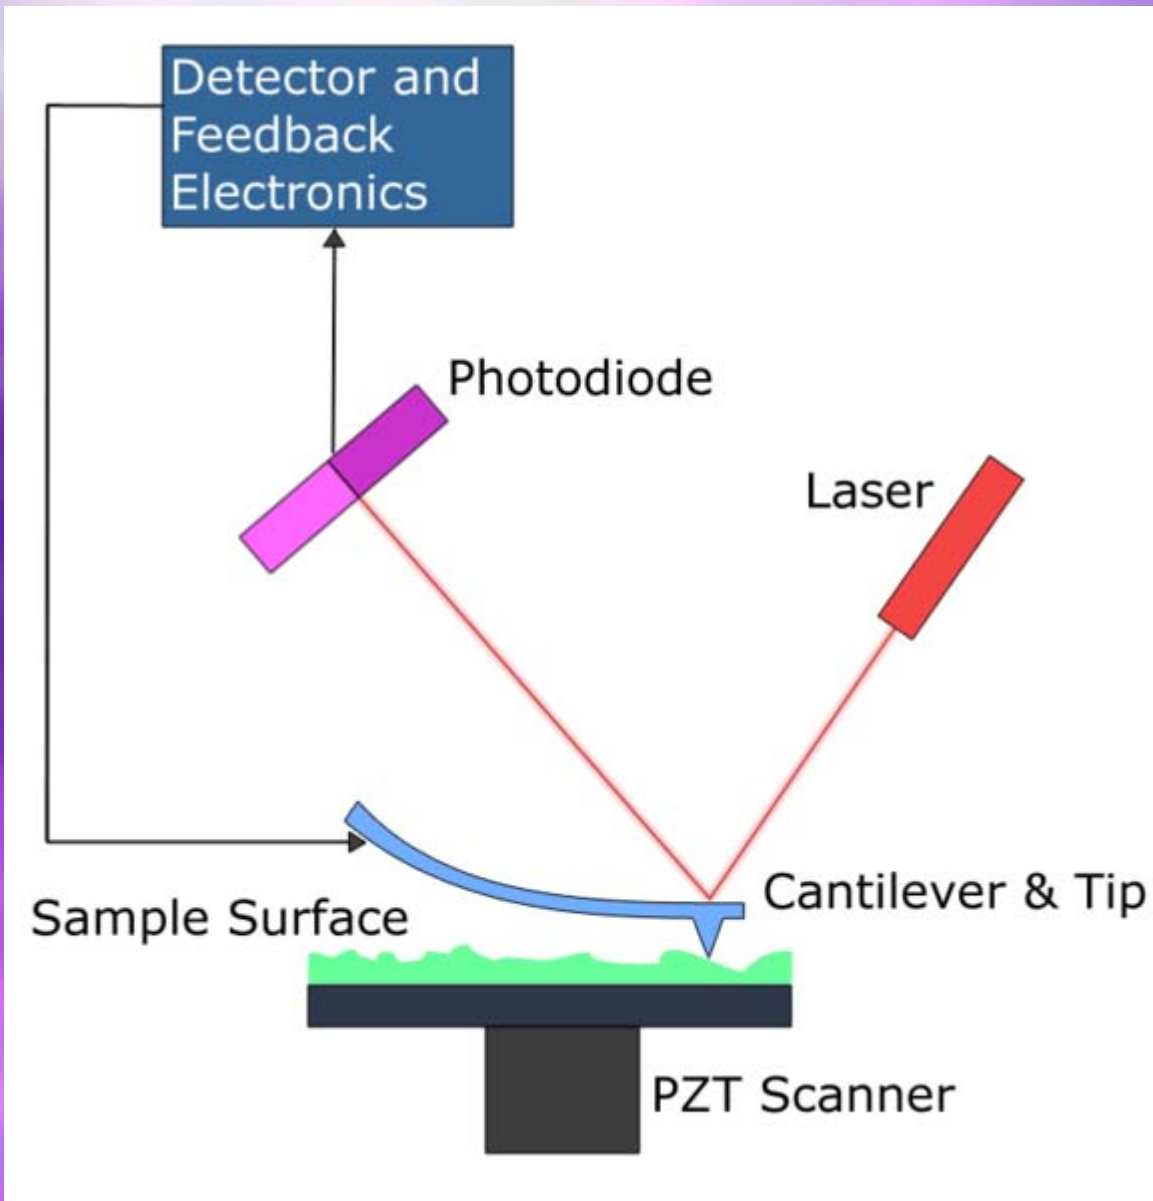 Detector and
Feedback
Electronics
Photodiode
Laser
Cantilever & Tip
Sample Surface
PZT Scanner